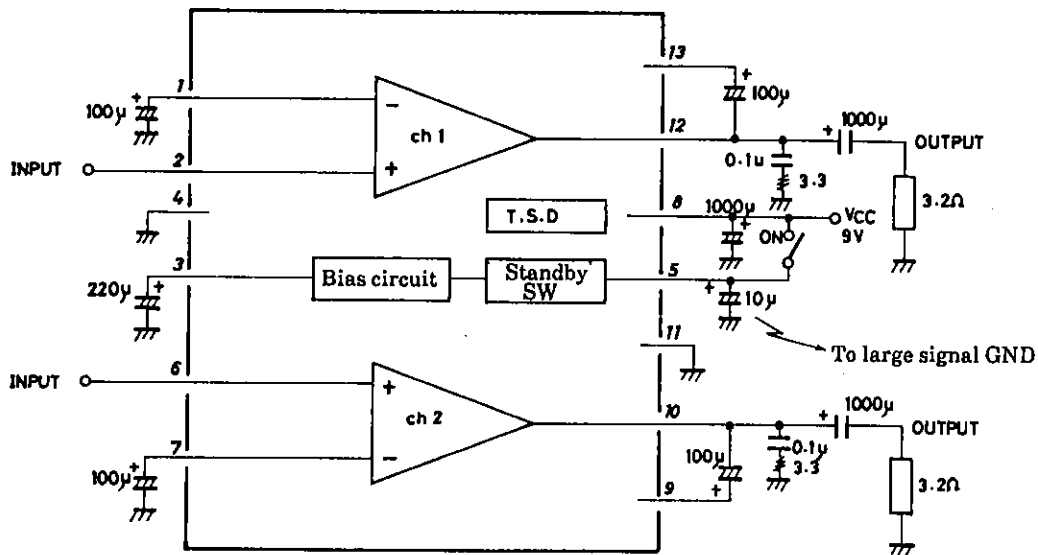 13
+
1
+
100μ
100μ
ch 1
12
+
1000μ
OUTPUT
INPUT
2
0.1u
3.3
3.2Ω
4
T.S.D
8
1000μ
+
VCC
9V
ON
3
Bias circuit
Standby SW
5
220μ
+
+
10μ
To large signal GND
11
INPUT
6
+
ch 2
10
+
1000μ
OUTPUT
7
−
100μ
0.1μ
3.3
3.2Ω
100μ
+
9
+